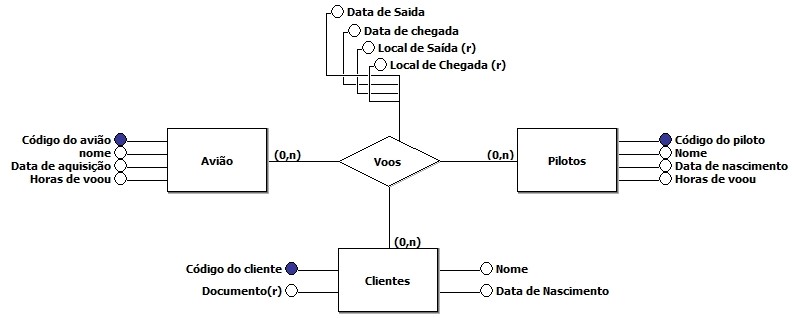 Data de Saida
Data de chegada
Local de Saída (r)
Local de Chegada (r)
Código do avião
nome
Data de aquisição
Horas de voou
Avião
(0,n)
Voos
(0,n)
Pilotos
Código do piloto
Nome
Data de nascimento
Horas de voou
(0,n)
Código do cliente
Documento(r)
Clientes
Nome
Data de Nascimento